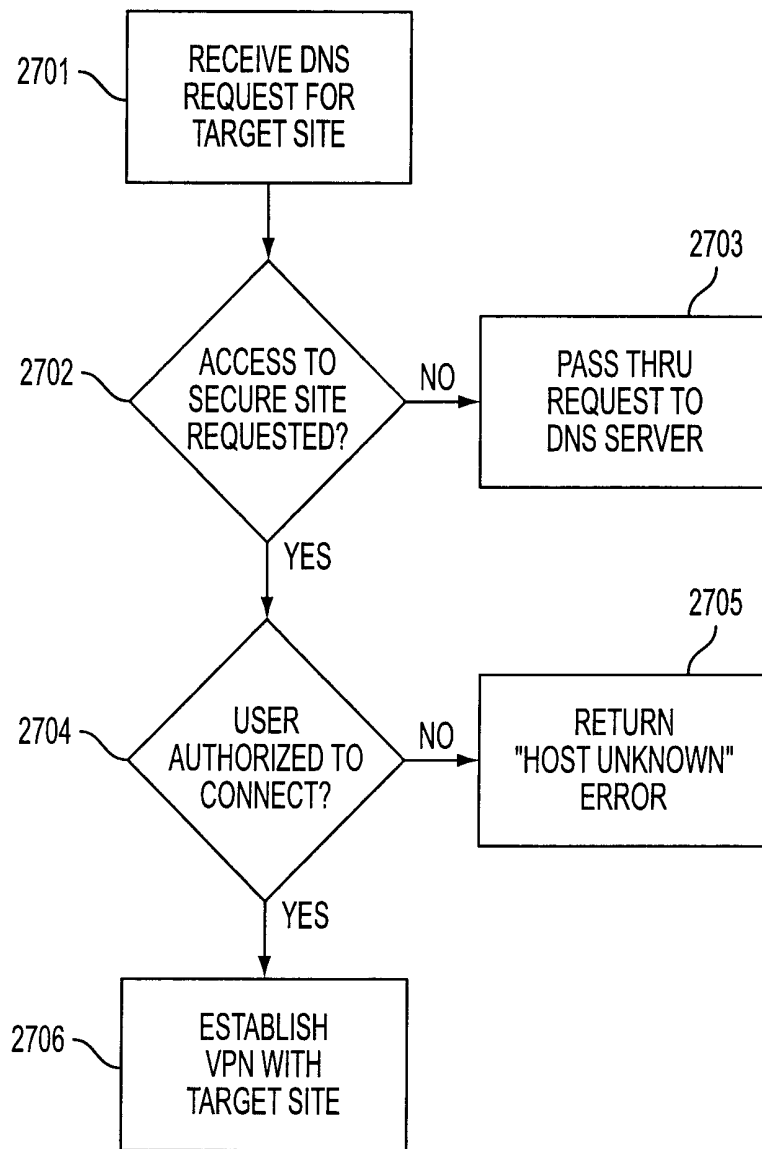 2701
RECEIVE DNS
REQUEST FOR
TARGET SITE
2702
ACCESS TO
SECURE SITE
REQUESTED?
NO
2703
PASS THRU
REQUEST TO
DNS SERVER
YES
2704
USER
AUTHORIZED TO
CONNECT?
NO
2705
RETURN
"HOST UNKNOWN"
ERROR
YES
2706
ESTABLISH
VPN WITH
TARGET SITE